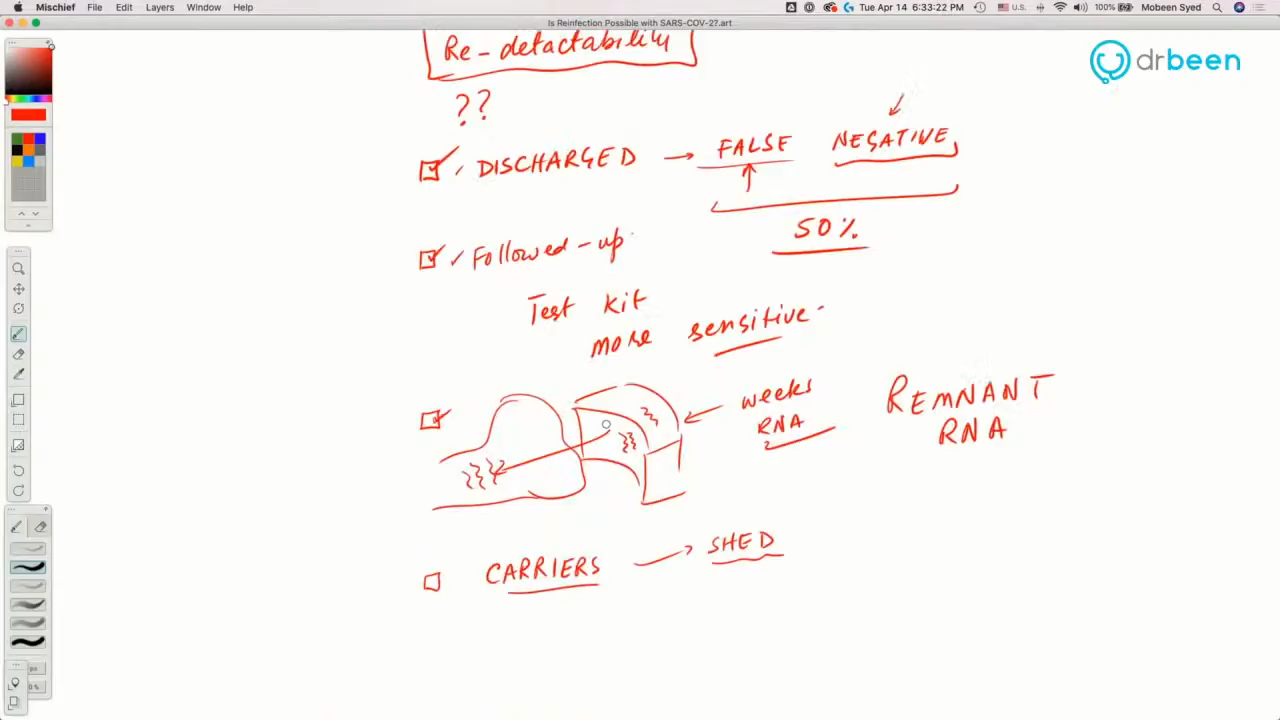 Mischief File Edit Layers Window Help
100% Tue Apr 14 6:33:22 PM Mobeen Syed
Is Reinfection Possible with SARS-COV-2?.art
drbeen
Re-detactability
??
DISCHARGED → FALSE NEGATIVE
50%
Followed-up
Test Kit
more sensitive
weeks
RNA
REMNANT
RNA
CARRIERS → SHED